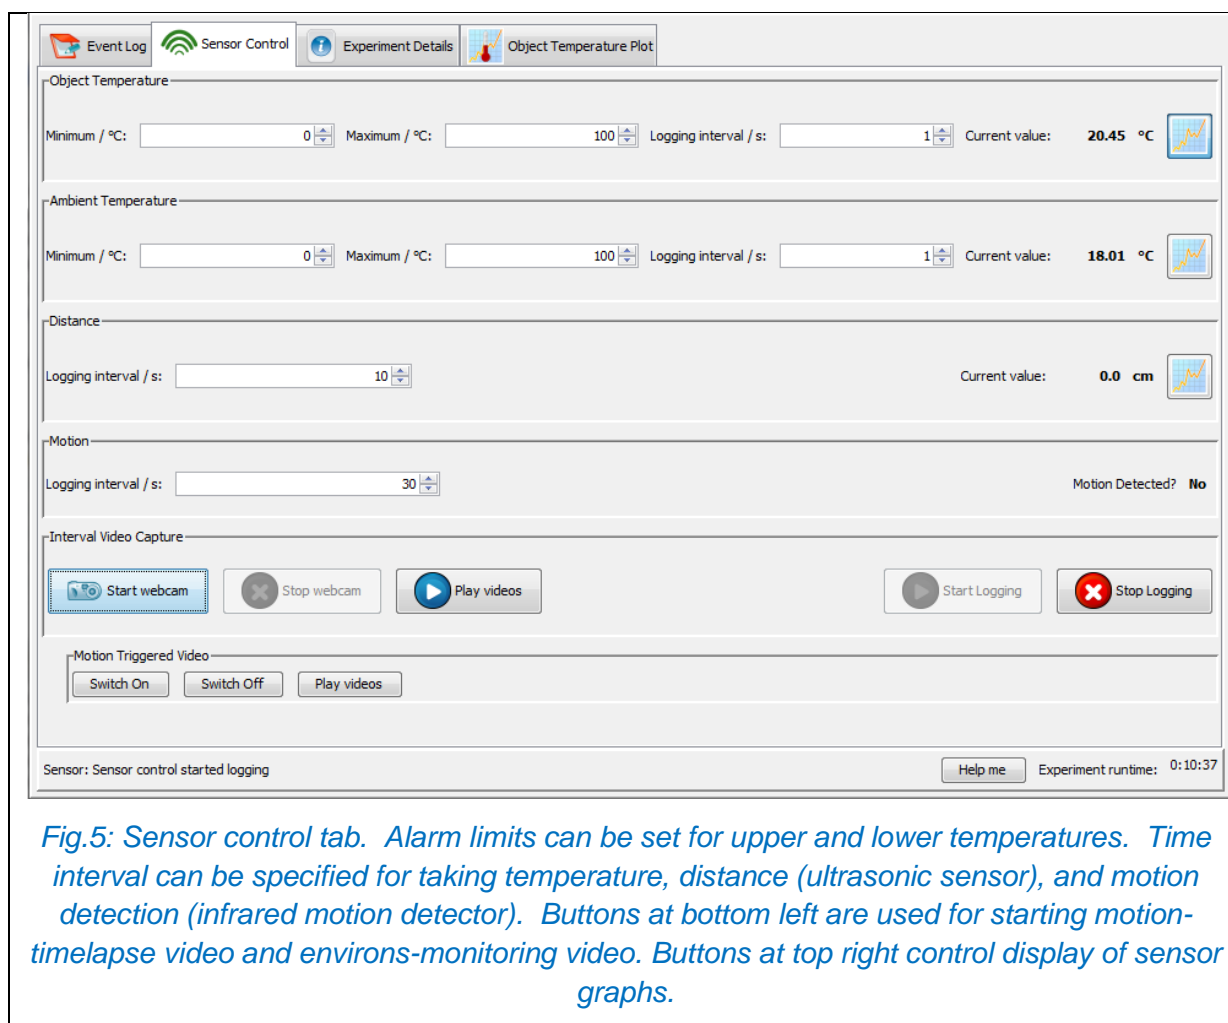 Event Log Sensor Control Experiment Details Object Temperature Plot
Object Temperature
Minimum / ºC: 0 Maximum / ºC: 100 Logging interval / s: 1 Current value: 20.45 ºC
Ambient Temperature
Minimum / ºC: 0 Maximum / ºC: 100 Logging interval / s: 1 Current value: 18.01 ºC
Distance
Logging interval / s: 10 Current value: 0.0 cm
Motion
Logging interval / s: 30 Motion Detected? No
Interval Video Capture
Start webcam Stop webcam Play videos Start Logging Stop Logging
Motion Triggered Video
Switch On Switch Off Play videos
Sensor: Sensor control started logging Help me Experiment runtime: 0:10:37
Fig.5: Sensor control tab. Alarm limits can be set for upper and lower temperatures. Time
interval can be specified for taking temperature, distance (ultrasonic sensor), and motion
detection (infrared motion detector). Buttons at bottom left are used for starting motion-
timelapse video and environs-monitoring video. Buttons at top right control display of sensor
graphs.